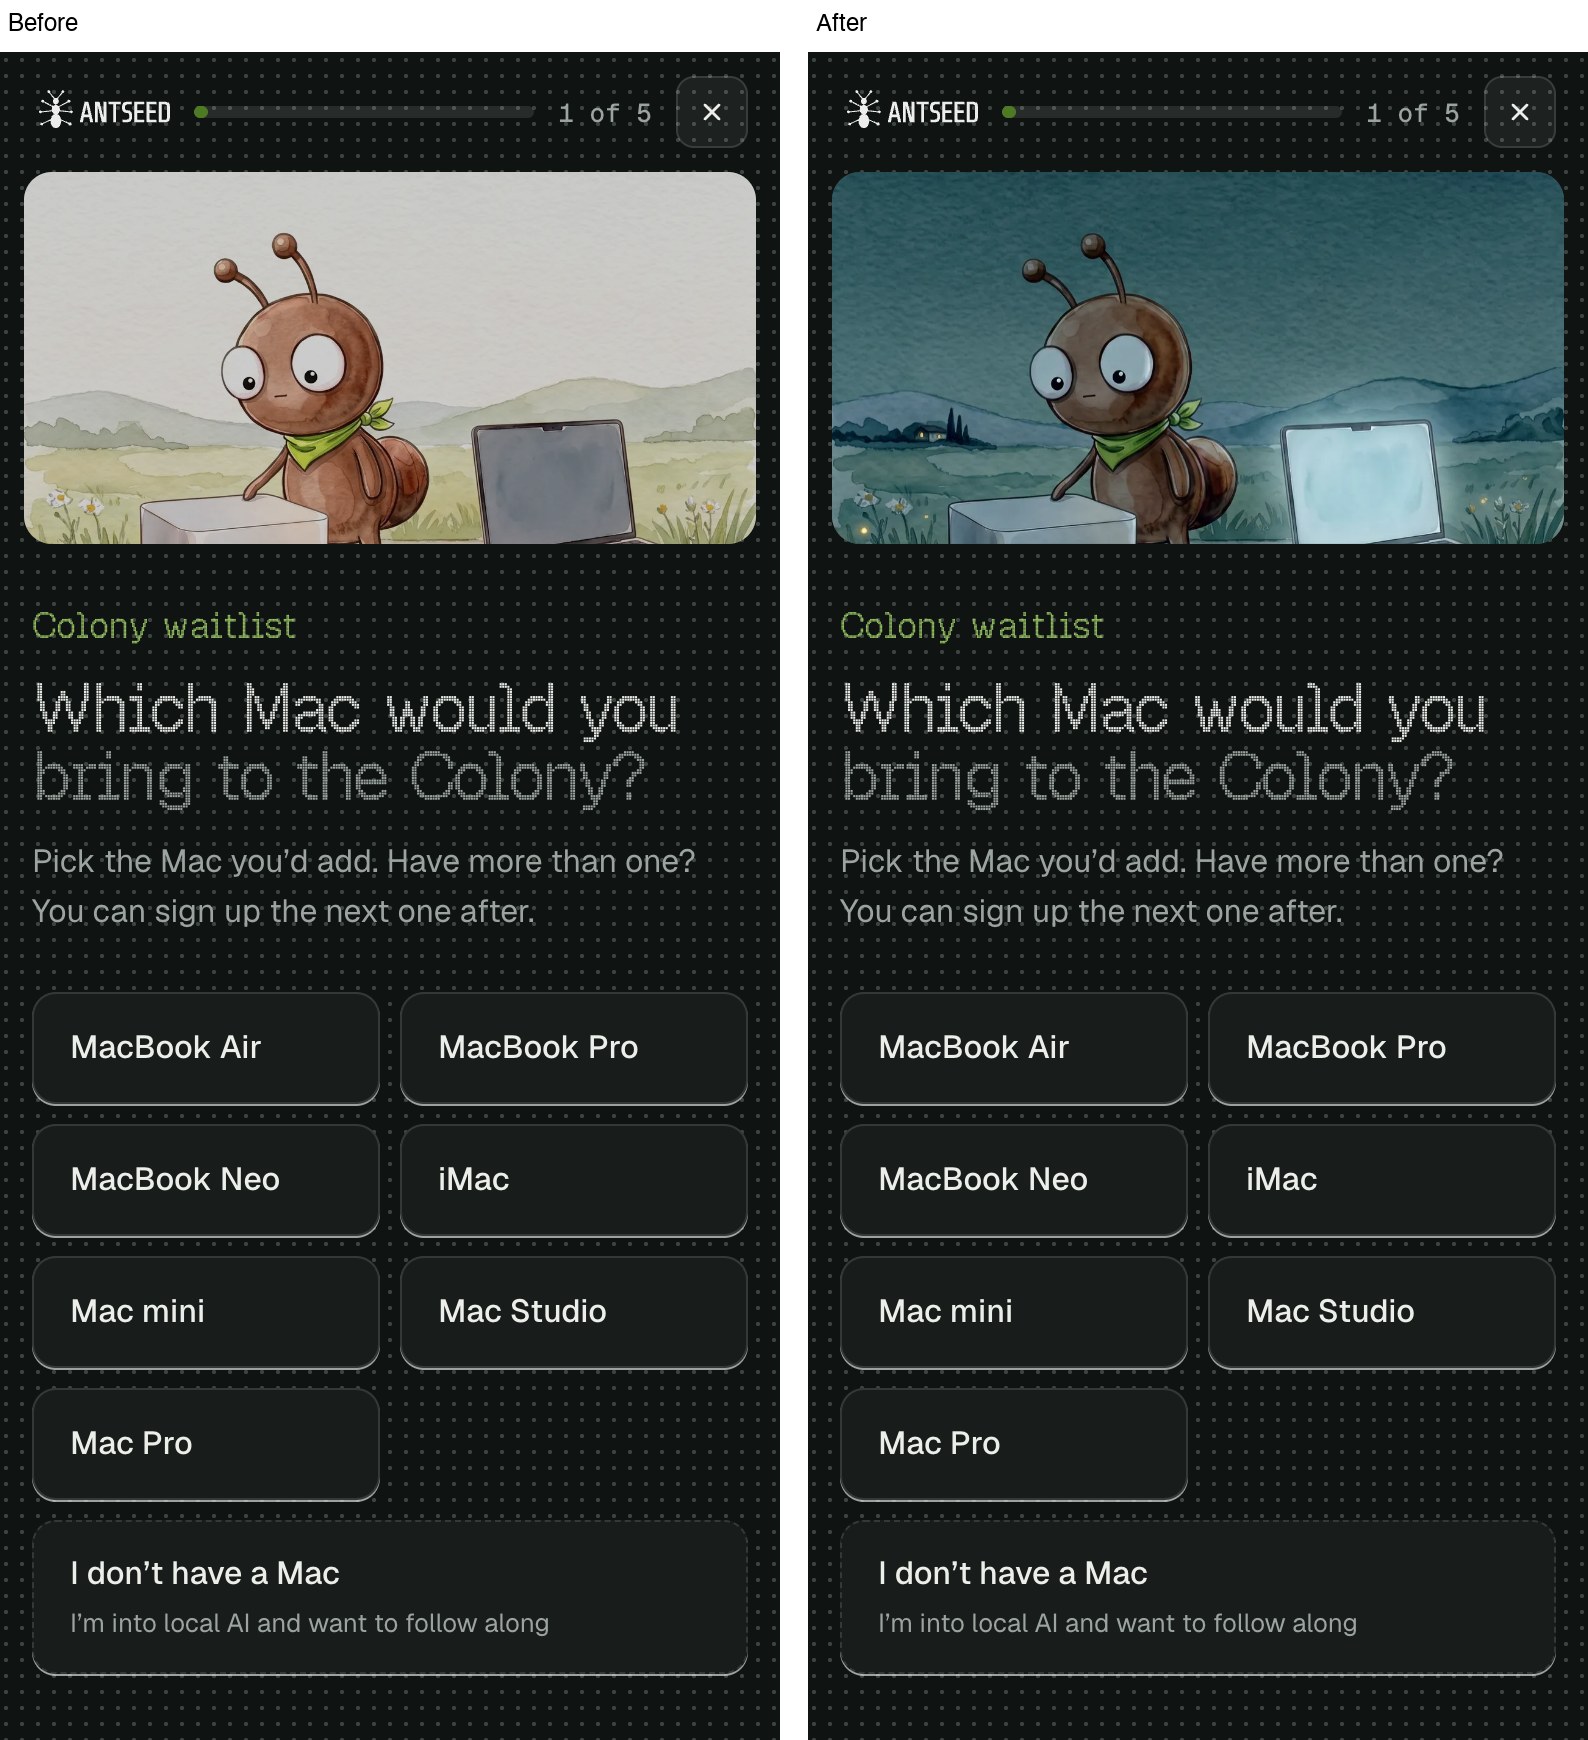 Before
ANTSEED
1 of 5
Colony waitlist
Which Mac would you
bring to the Colony?
Pick the Mac you’d add. Have more than one?
You can sign up the next one after.
MacBook Air
MacBook Pro
MacBook Neo
iMac
Mac mini
Mac Studio
Mac Pro
I don’t have a Mac
I’m into local AI and want to follow along
After
ANTSEED
1 of 5
Colony waitlist
Which Mac would you
bring to the Colony?
Pick the Mac you’d add. Have more than one?
You can sign up the next one after.
MacBook Air
MacBook Pro
MacBook Neo
iMac
Mac mini
Mac Studio
Mac Pro
I don’t have a Mac
I’m into local AI and want to follow along